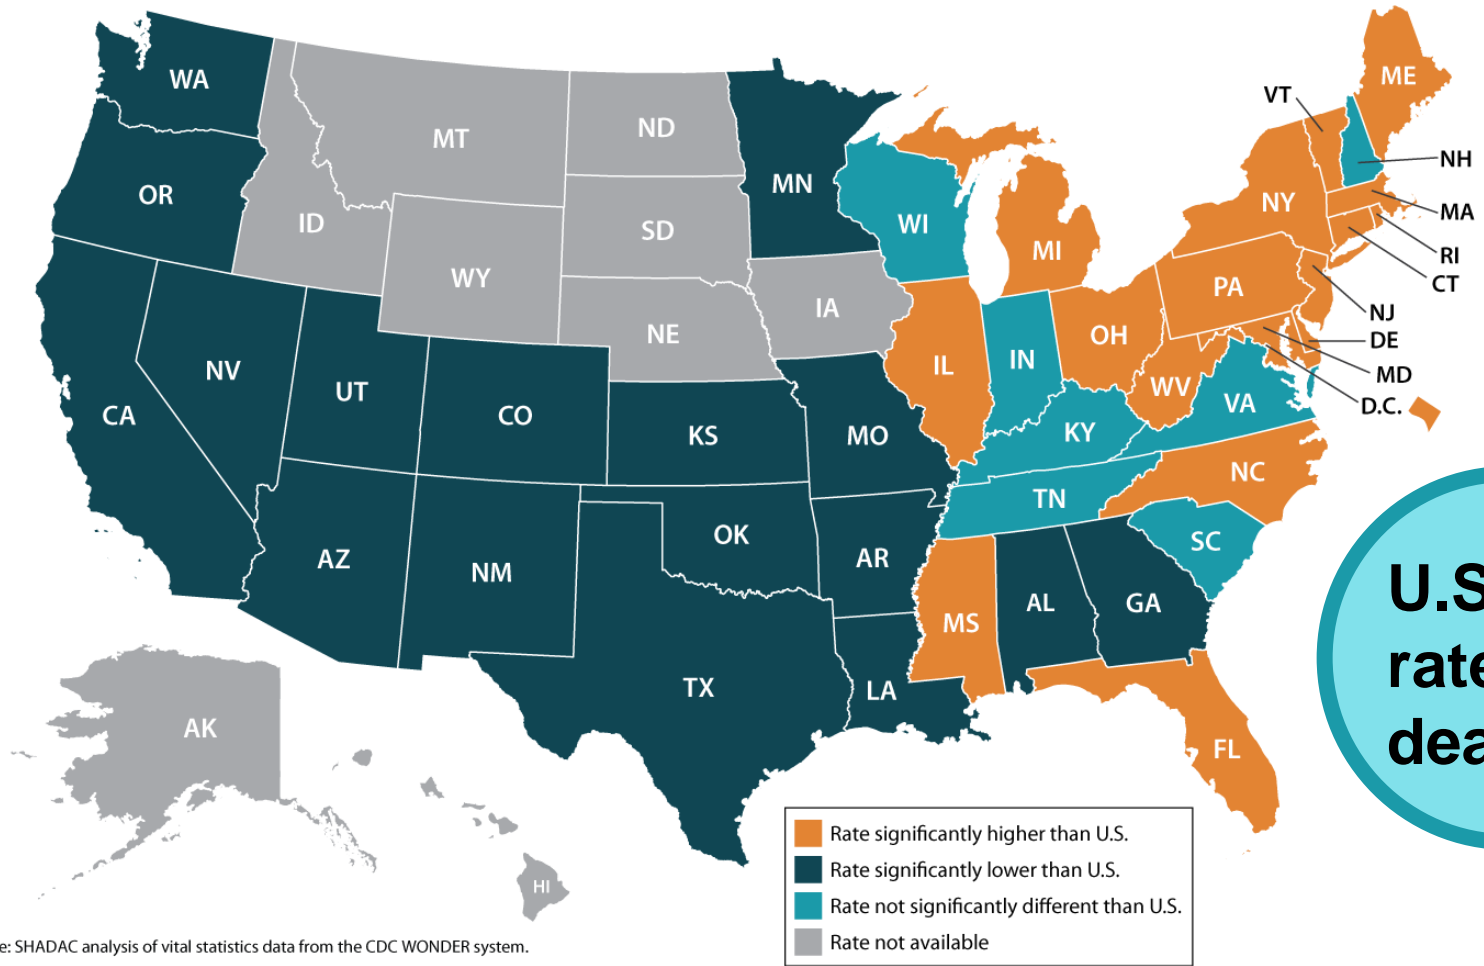 WA
OR
CA
NV
ID
MT
WY
UT
AZ
CO
NM
ND
SD
NE
KS
OK
TX
MN
IA
MO
AR
LA
WI
IL
MI
IN
OH
KY
TN
MS
AL
GA
FL
SC
NC
VA
WV
PA
NY
VT
ME
NH
MA
RI
CT
NJ
DE
MD
D.C.
AK
HI
U.S
rate
dea
Rate significantly higher than U.S.
Rate significantly lower than U.S.
Rate not significantly different than U.S.
Rate not available
e: SHADAC analysis of vital statistics data from the CDC WONDER system.